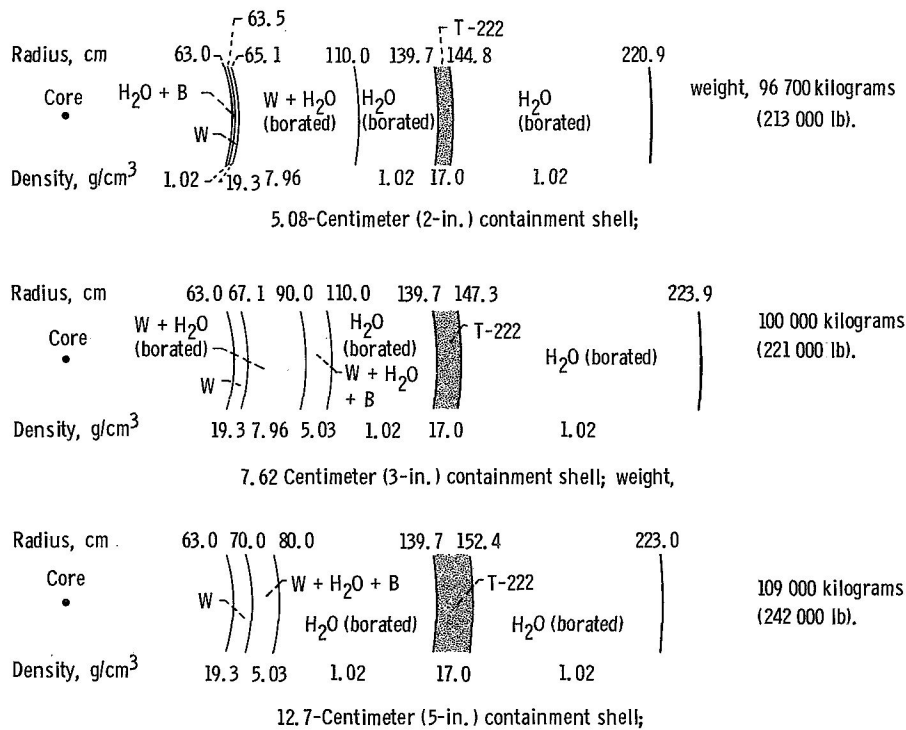 63.5
T-222
Radius, cm 63.0 65.1 110.0 139.7 144.8 220.9
Core H₂O + B W + H₂O (borated) H₂O (borated) H₂O weight, 96 700 kilograms
W (213 000 lb).
Density, g/cm³ 1.02 19.3 7.96 1.02 17.0 1.02
5.08-Centimeter (2-in.) containment shell;
Radius, cm 63.0 67.1 90.0 110.0 139.7 147.3 223.9
Core W + H₂O (borated) H₂O (borated) T-222 100 000 kilograms
W W + H₂O + B H₂O (borated) (221 000 lb).
Density, g/cm³ 19.3 7.96 5.03 1.02 17.0 1.02
7.62 Centimeter (3-in.) containment shell; weight,
Radius, cm . 63.0 70.0 80.0 139.7 152.4 223.0
Core W W + H₂O + B T-222 109 000 kilograms
H₂O (borated) H₂O (borated) (242 000 lb).
Density, g/cm³ 19.3 5.03 1.02 17.0 1.02
12.7-Centimeter (5-in.) containment shell;